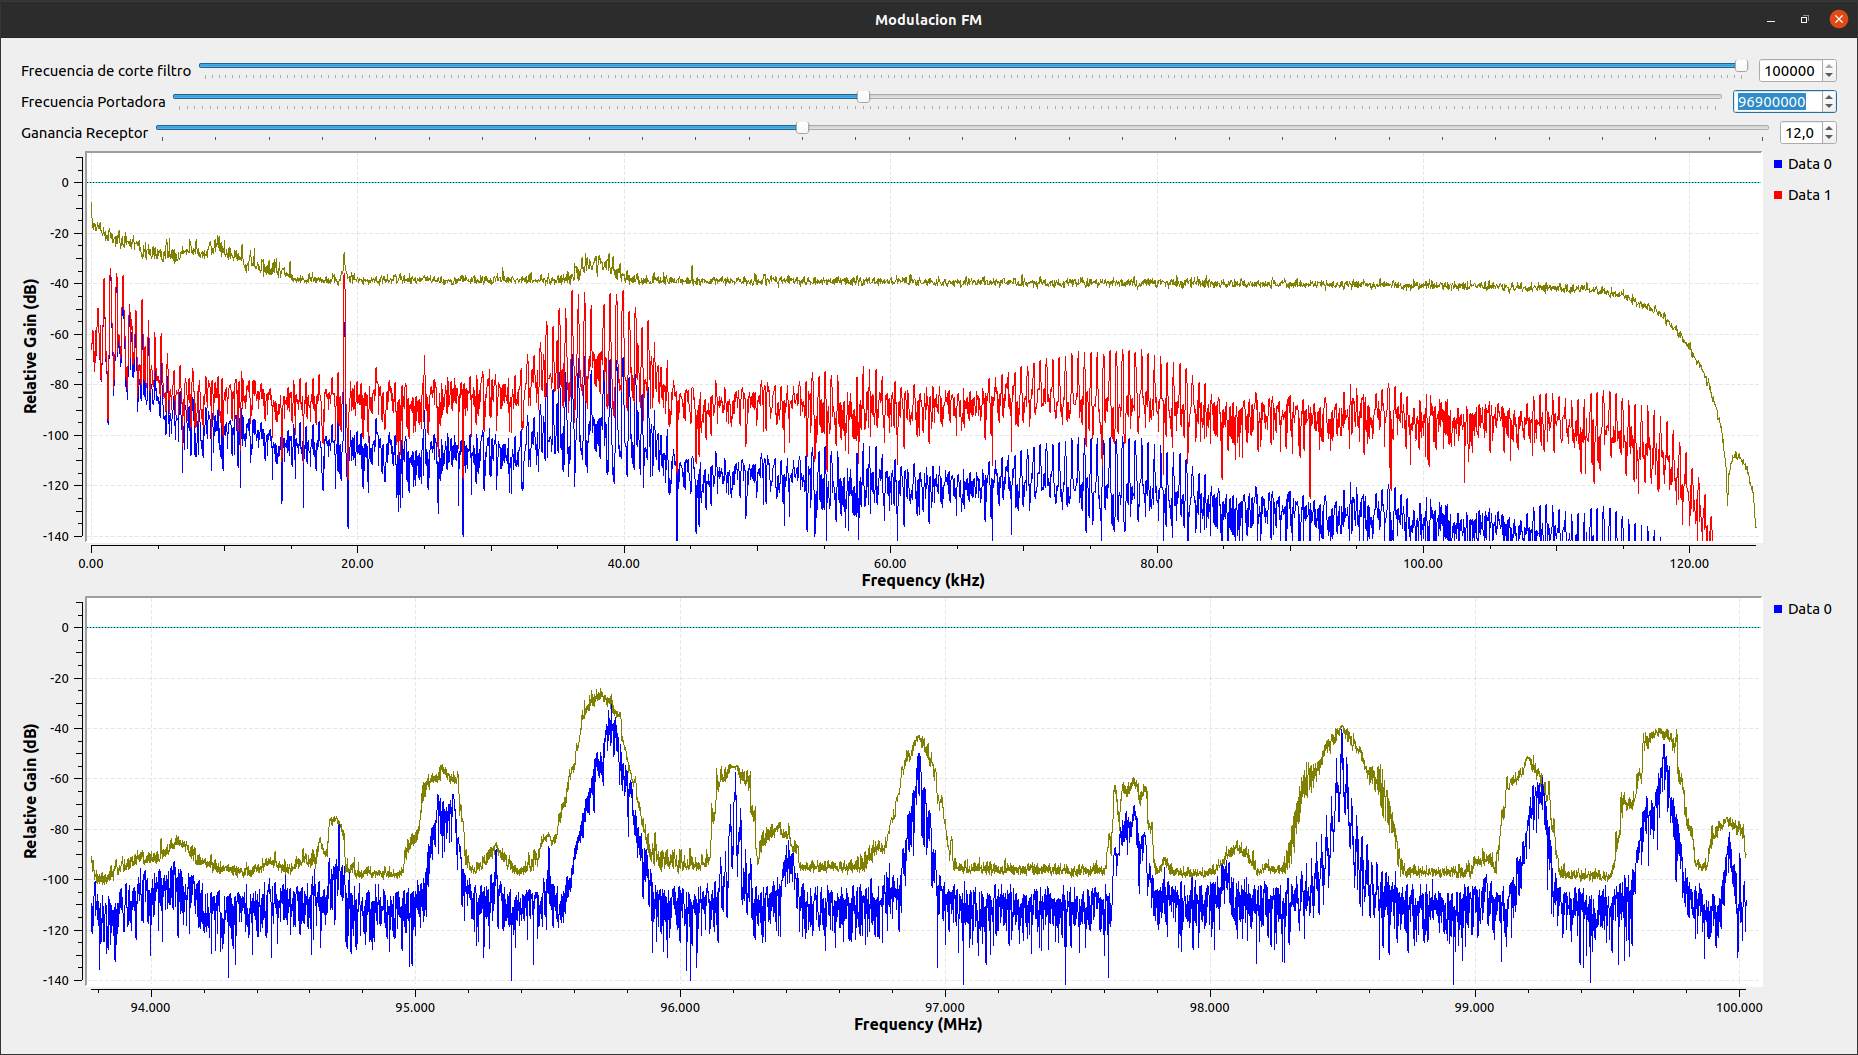 Modulacion FM
Frecuencia de corte filtro 100000
Frecuencia Portadora 96900000
Ganancia Receptor 12,0
Data 0
Data 1
Relative Gain (dB)
0
-20
-40
-60
-80
-100
-120
-140
0.00 20.00 40.00 60.00 80.00 100.00 120.00
Frequency (kHz)
Data 0
Relative Gain (dB)
0
-20
-40
-60
-80
-100
-120
-140
94.000 95.000 96.000 97.000 98.000 99.000 100.000
Frequency (MHz)